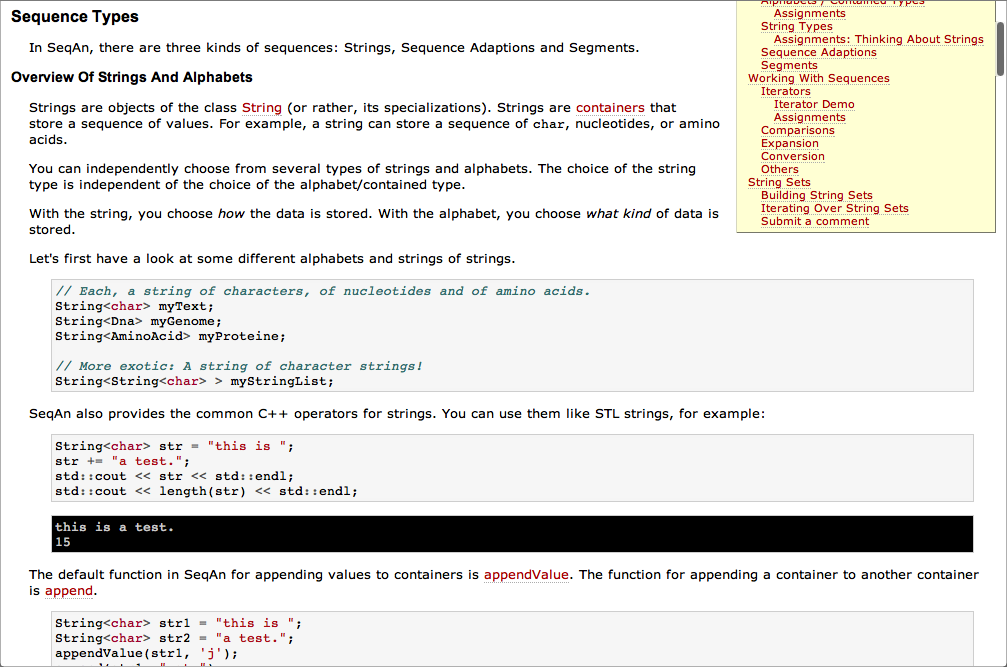 Sequence Types
In SeqAn, there are three kinds of sequences: Strings, Sequence Adaptions and Segments.
Overview Of Strings And Alphabets
Strings are objects of the class String (or rather, its specializations). Strings are containers that
store a sequence of values. For example, a string can store a sequence of char, nucleotides, or amino
acids.
You can independently choose from several types of strings and alphabets. The choice of the string
type is independent of the choice of the alphabet/contained type.
With the string, you choose how the data is stored. With the alphabet, you choose what kind of data is
stored.
Let's first have a look at some different alphabets and strings of strings.
// Each, a string of characters, of nucleotides and of amino acids.
String<char> myText;
String<Dna> myGenome;
String<AminoAcid> myProteine;
// More exotic: A string of character strings!
String<String<char> > myStringList;
SeqAn also provides the common C++ operators for strings. You can use them like STL strings, for example:
String<char> str = "this is ";
str += "a test.";
std::cout << str << std::endl;
std::cout << length(str) << std::endl;
this is a test.
15
The default function in SeqAn for appending values to containers is appendValue. The function for appending a container to another container
is append.
String<char> str1 = "this is ";
String<char> str2 = "a test.";
appendValue(str1, 'j');
Alphabets / Contained Types
Assignments
String Types
Assignments: Thinking About Strings
Sequence Adaptions
Segments
Working With Sequences
Iterators
Iterator Demo
Assignments
Comparisons
Expansion
Conversion
Others
String Sets
Building String Sets
Iterating Over String Sets
Submit a comment